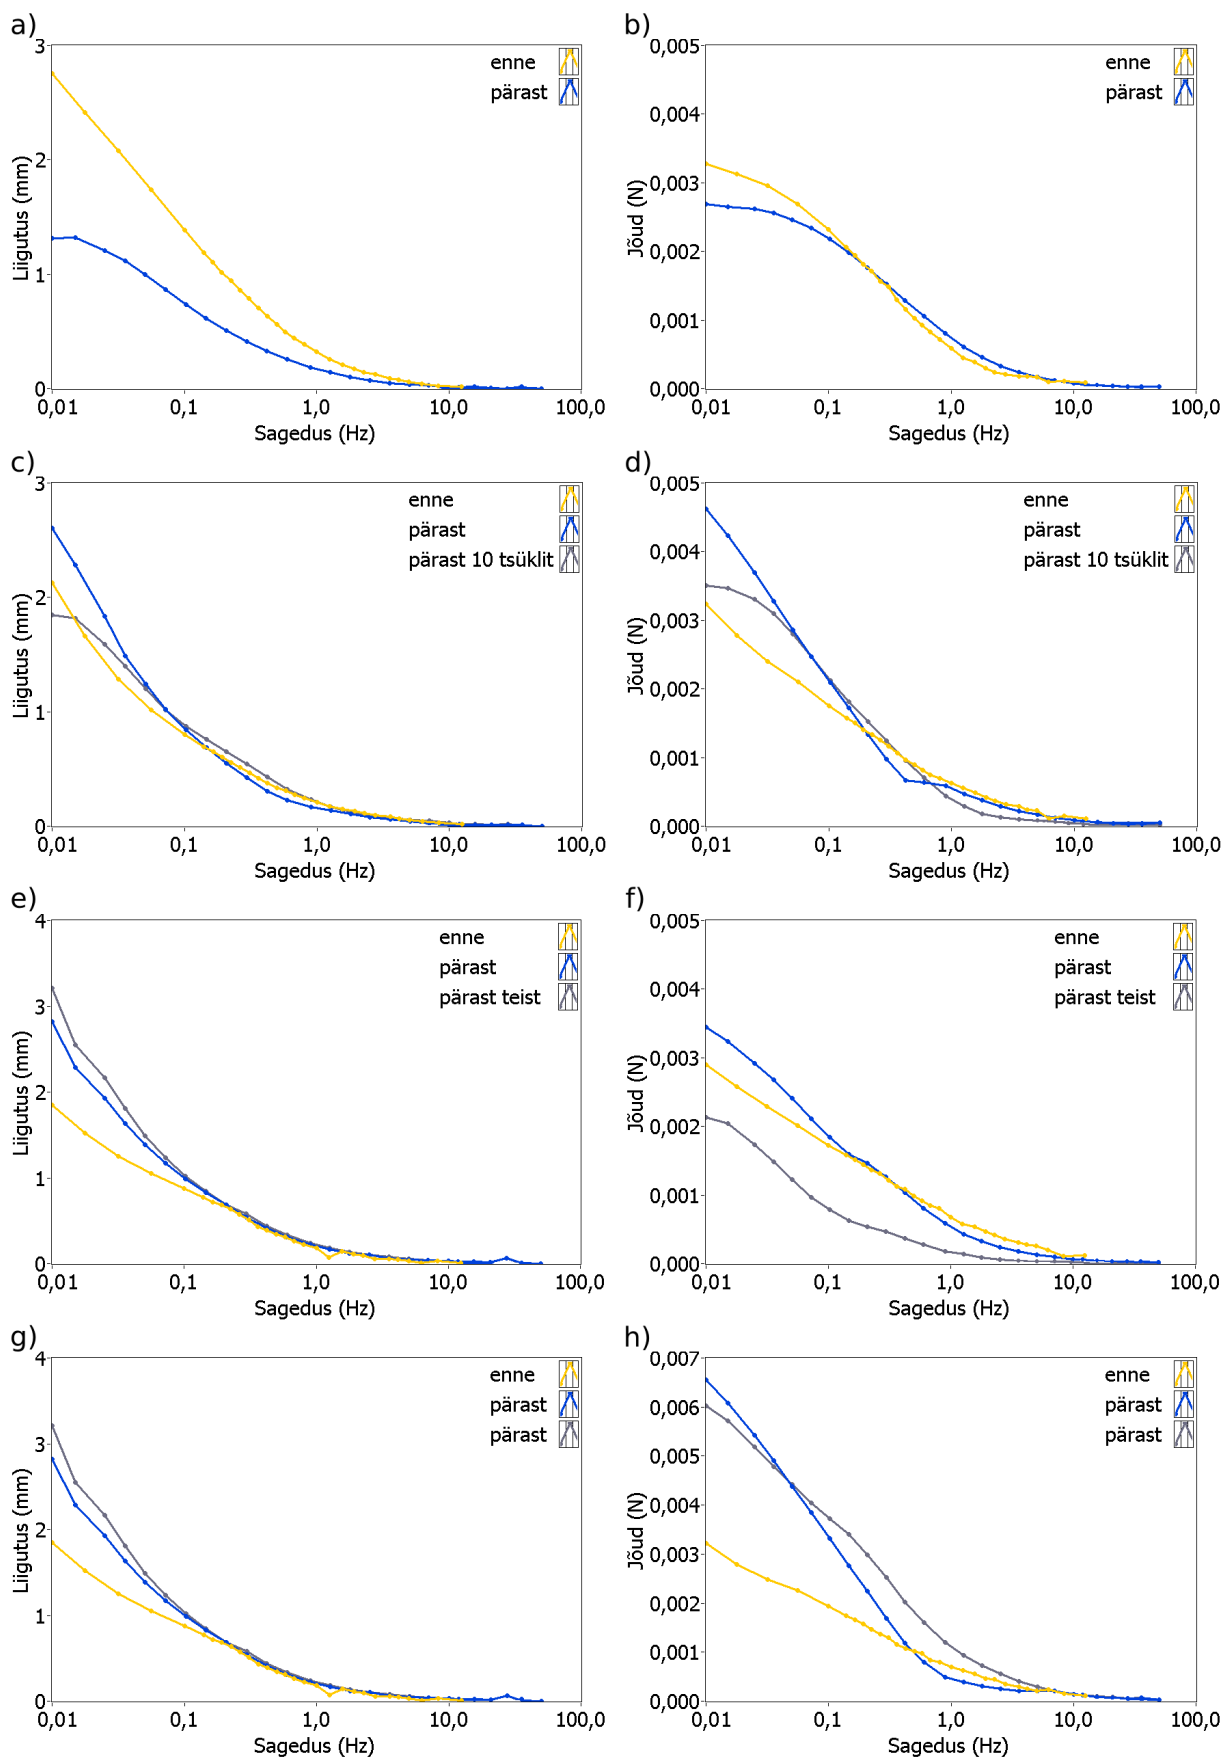 a)
3
2
1
0
0,01
0,1
1,0
10,0
100,0
Liigutus (mm)
Sagedus (Hz)
enne
pärast
b)
0,005
0,004
0,003
0,002
0,001
0,000
0,01
0,1
1,0
10,0
100,0
Jõud (N)
Sagedus (Hz)
enne
pärast
c)
3
2
1
0
0,01
0,1
1,0
10,0
100,0
Liigutus (mm)
Sagedus (Hz)
enne
pärast
pärast 10 tsüklit
d)
0,005
0,004
0,003
0,002
0,001
0,000
0,01
0,1
1,0
10,0
100,0
Jõud (N)
Sagedus (Hz)
enne
pärast
pärast 10 tsüklit
e)
4
3
2
1
0
0,01
0,1
1,0
10,0
100,0
Liigutus (mm)
Sagedus (Hz)
enne
pärast
pärast teist
f)
0,005
0,004
0,003
0,002
0,001
0,000
0,01
0,1
1,0
10,0
100,0
Jõud (N)
Sagedus (Hz)
enne
pärast
pärast teist
g)
4
3
2
1
0
0,01
0,1
1,0
10,0
100,0
Liigutus (mm)
Sagedus (Hz)
enne
pärast
pärast
h)
0,007
0,006
0,005
0,004
0,003
0,002
0,001
0,000
0,01
0,1
1,0
10,0
100,0
Jõud (N)
Sagedus (Hz)
enne
pärast
pärast